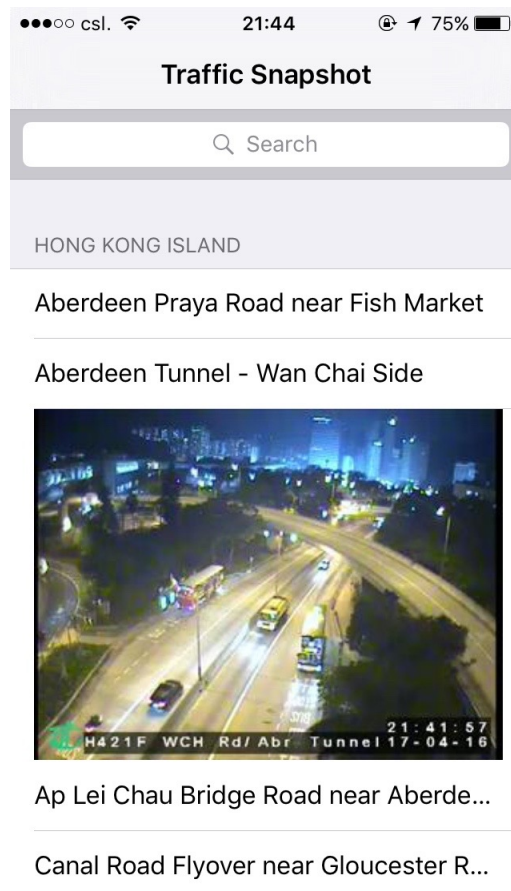 csl. 21:44 75%
Traffic Snapshot
Search
HONG KONG ISLAND
Aberdeen Praya Road near Fish Market
Aberdeen Tunnel - Wan Chai Side
21:41:57
H421F WCH Rd/Abr Tunnel 17-04-16
Ap Lei Chau Bridge Road near Aberde...
Canal Road Flyover near Gloucester R...